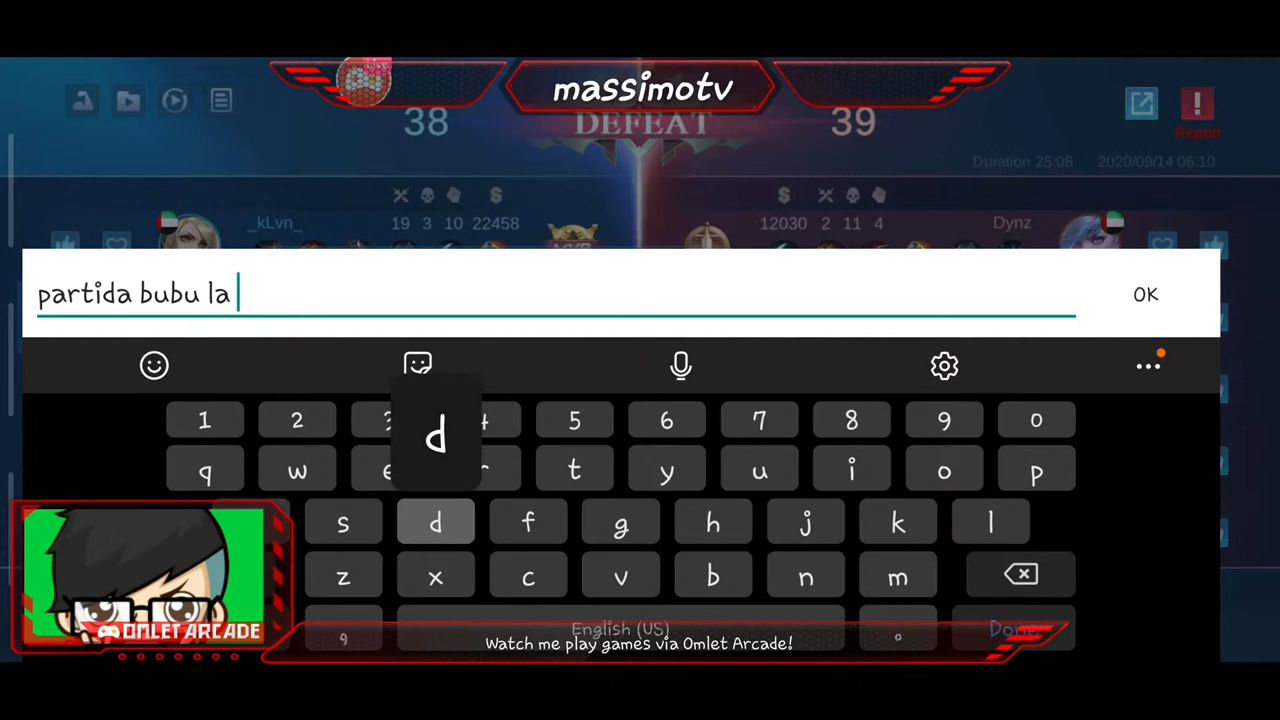 Live
massimotv
38
DEFEAT
39
Report
Duration 25:08 2020/09/14 06:10
_kLvn_ 19 3 10 22458
12030 2 11 4 Dynz
partida bubu la
OK
1 2 3 4 5 6 7 8 9 0
d
q w e r t y u i o p
s d f g h j k l
z x c v b n m
, English (US) . Done
OMLET ARCADE
Watch me play games via Omlet Arcade!